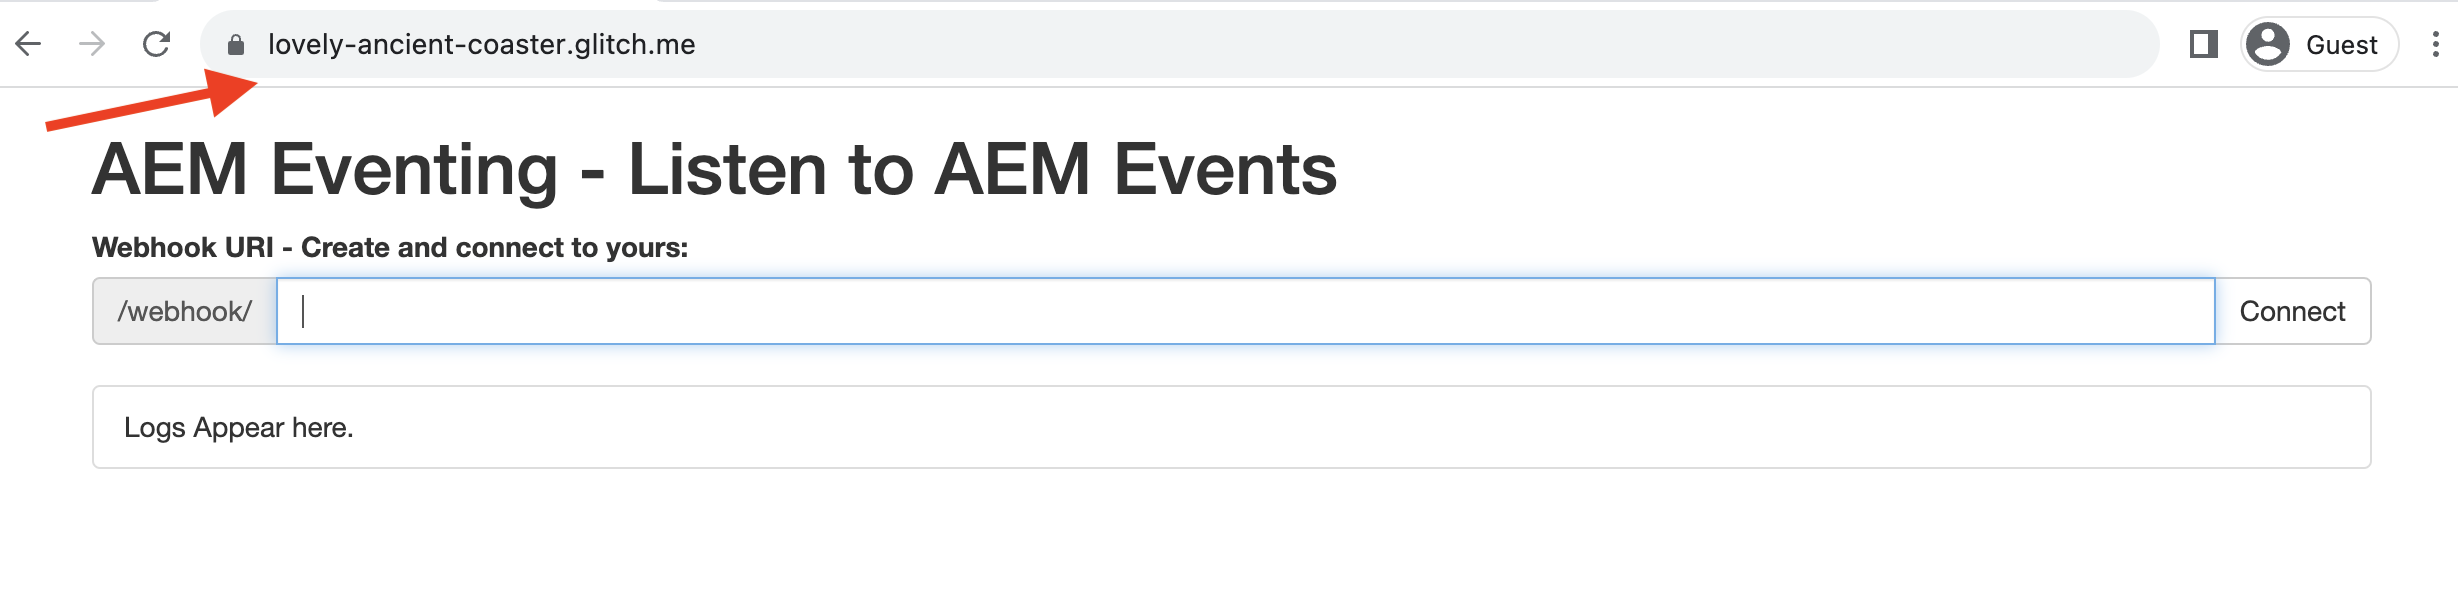 lovely-ancient-coaster.glitch.me
Guest
AEM Eventing - Listen to AEM Events
Webhook URI - Create and connect to yours:
/webhook/
Connect
Logs Appear here.